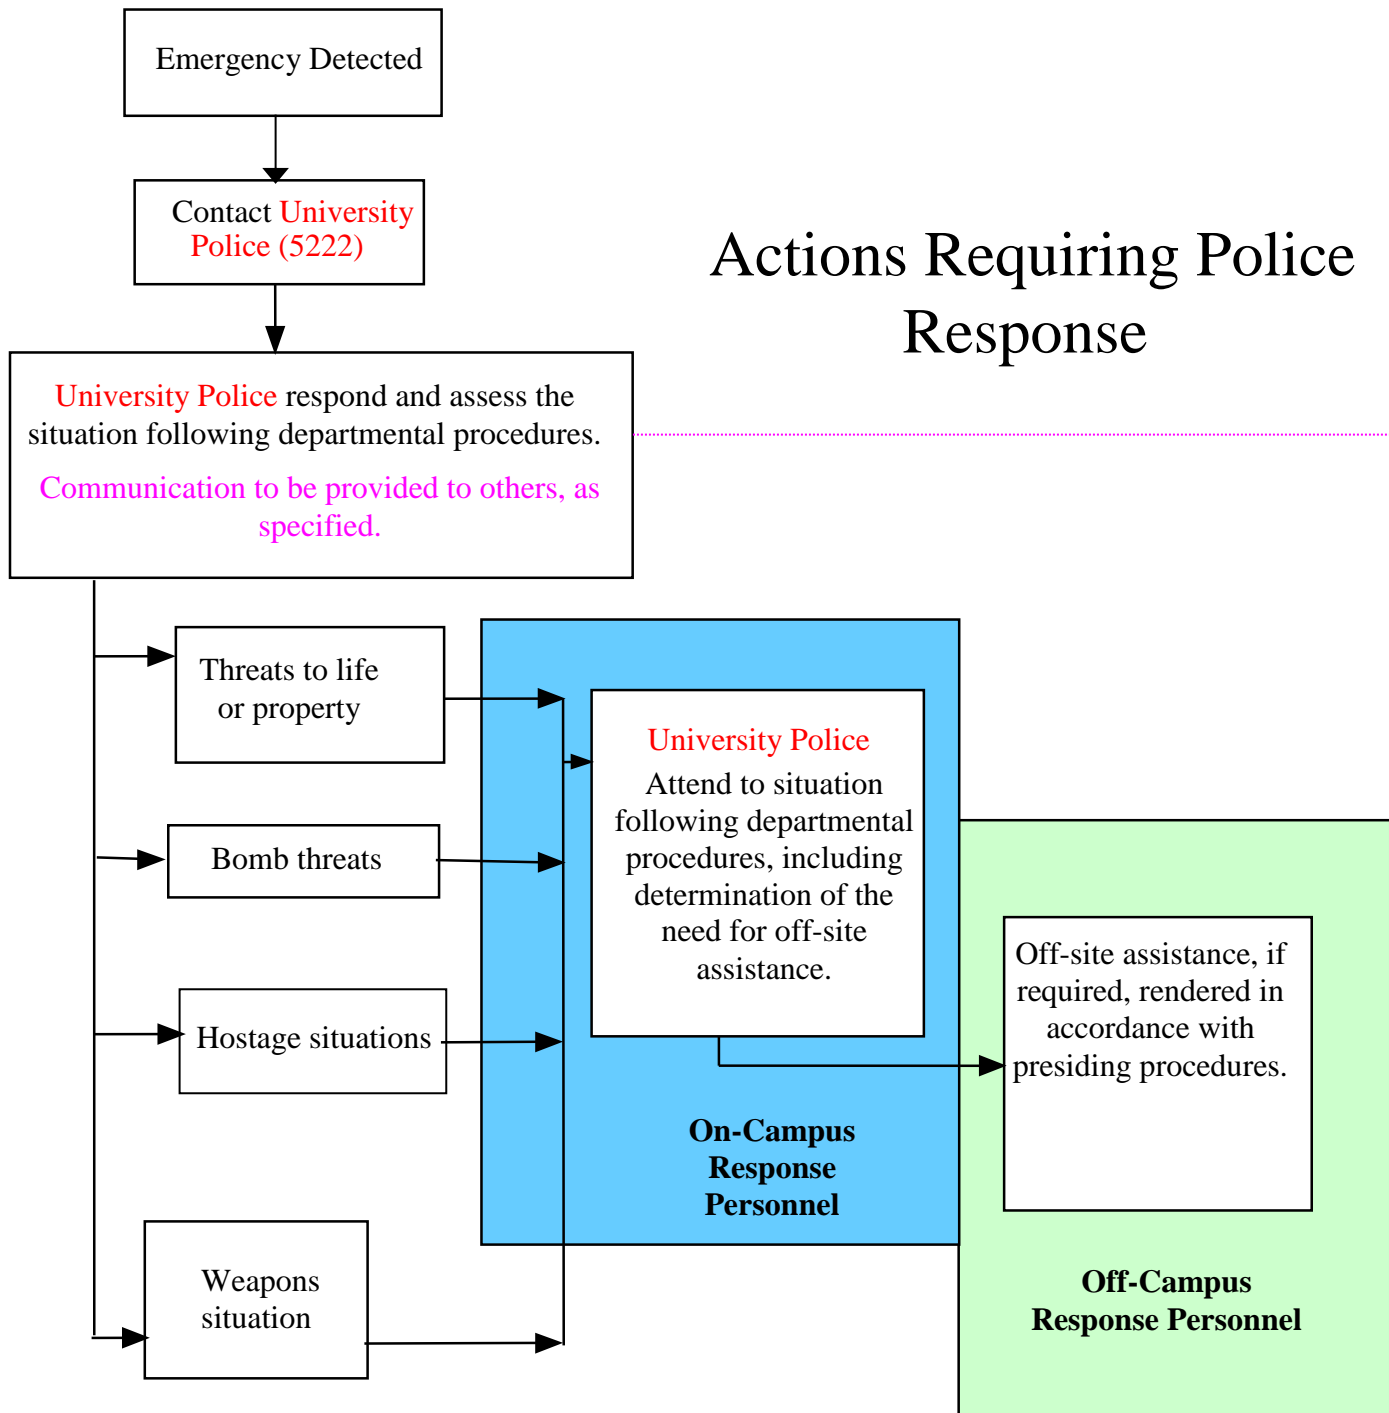 Emergency Detected
Contact University
Police (5222)
Actions Requiring Police
Response
University Police respond and assess the
situation following departmental procedures.
Communication to be provided to others, as
specified.
Threats to life
or property
Bomb threats
Hostage situations
Weapons
situation
University Police
Attend to situation
following departmental
procedures, including
determination of the
need for off-site
assistance.
On-Campus
Response
Personnel
Off-site assistance, if
required, rendered in
accordance with
presiding procedures.
Off-Campus
Response Personnel